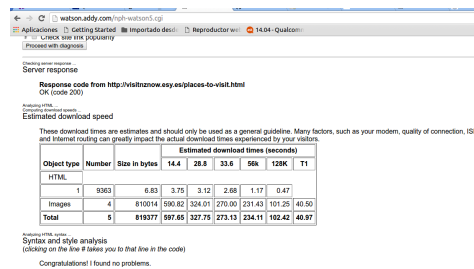 watson.addy.com/nph-watson5.cgi
Aplicaciones Getting Started Importado desde Reproductor web 14.04 - Qualcomm
Check site link popularity
Proceed with diagnosis
Checking server response ...
Server response
Response code from http://visitnznow.esy.es/places-to-visit.html
OK (code 200)
Analyzing HTML ...
Computing download speeds ...
Estimated download speed
These download times are estimates and should only be used as a general guideline. Many factors, such as your modem, quality of connection, IS
and Internet routing can greatly impact the actual download times experienced by your visitors.
Estimated download times (seconds)
Object type Number Size in bytes 14.4 28.8 33.6 56k 128K T1
HTML
1 9363 6.83 3.75 3.12 2.68 1.17 0.47
Images 4 810014 590.82 324.01 270.00 231.43 101.25 40.50
Total 5 819377 597.65 327.75 273.13 234.11 102.42 40.97
Analyzing HTML syntax ...
Syntax and style analysis
(clicking on the line # takes you to that line in the code)
Congratulations! I found no problems.